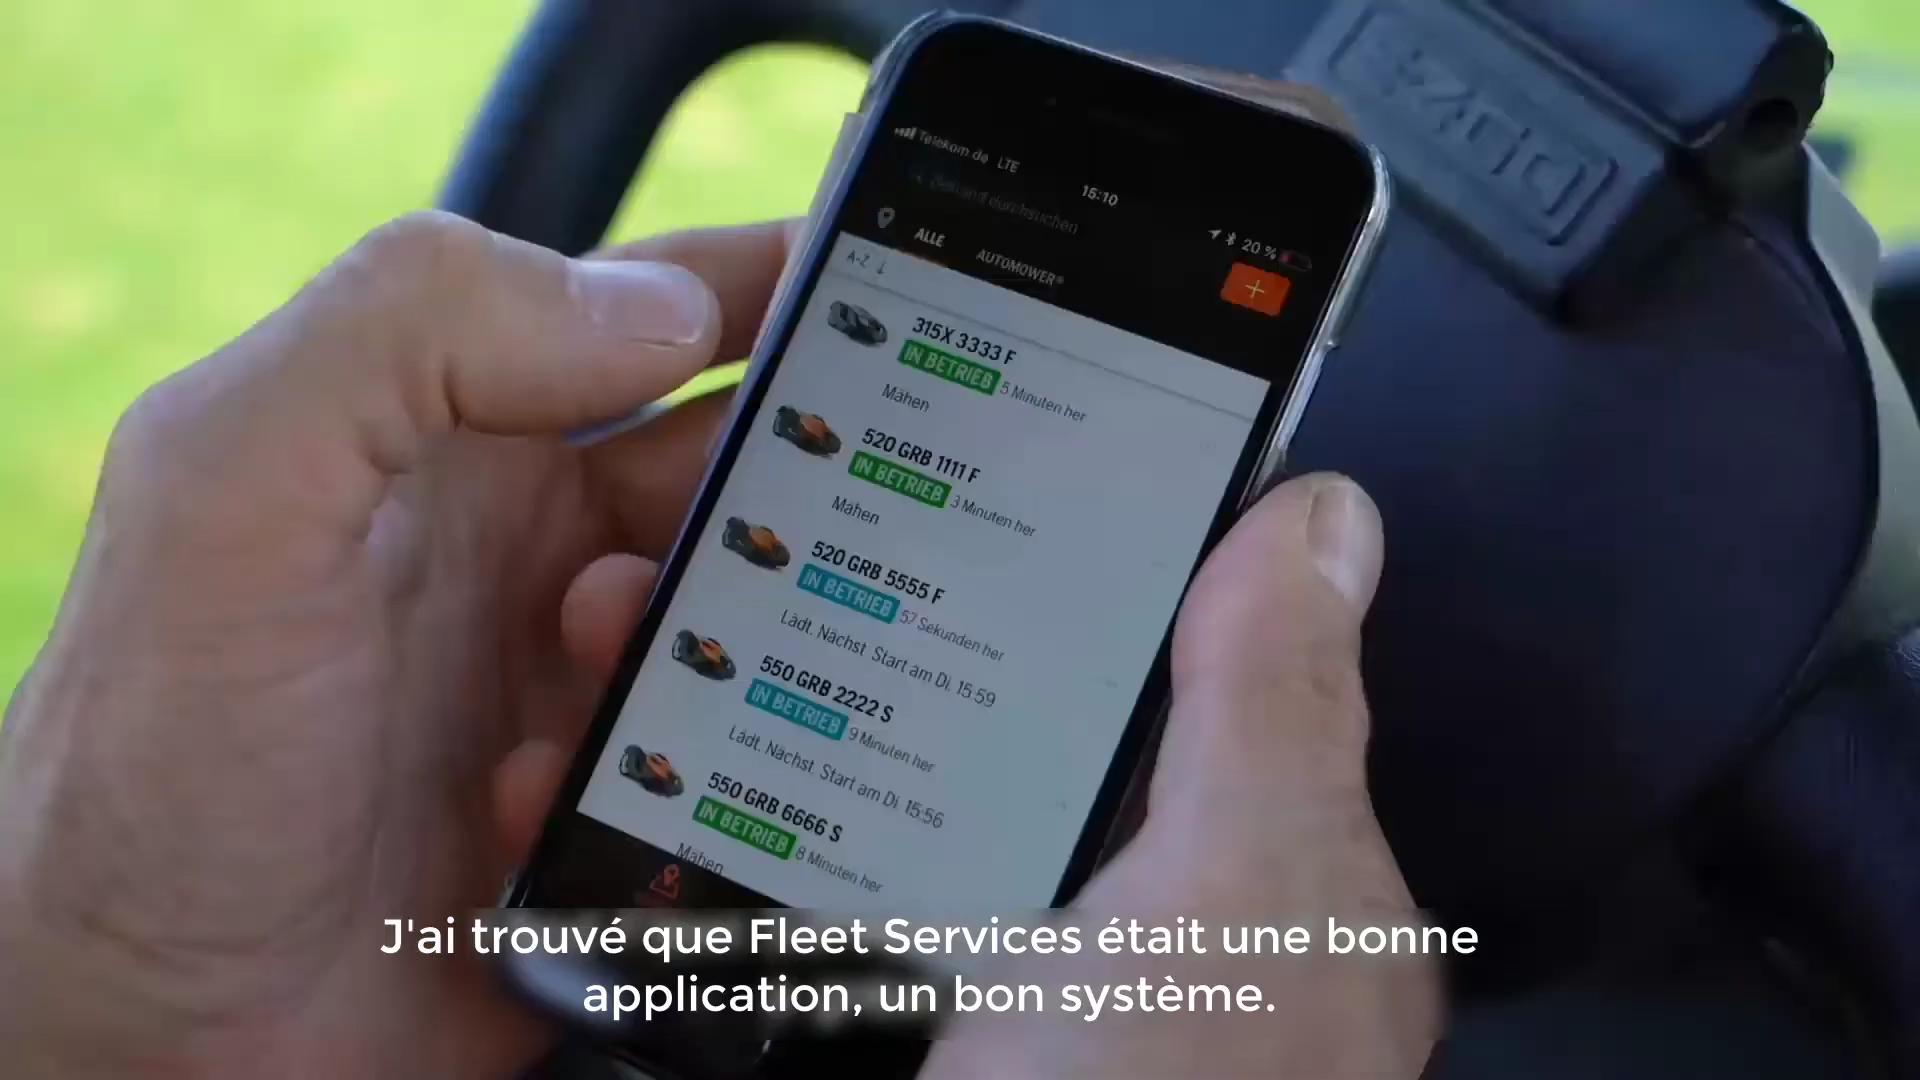 Telekom.de LTE
15:10
20 %
Bestand durchsuchen
ALLE
AUTOMOWER®
A-Z ↓
+
315X 3333 F
IN BETRIEB 5 Minuten her
Mähen
520 GRB 1111 F
IN BETRIEB 3 Minuten her
Mähen
520 GRB 5555 F
IN BETRIEB 57 Sekunden her
Lädt. Nächst. Start am Di. 15:59
550 GRB 2222 S
IN BETRIEB 9 Minuten her
Lädt. Nächst. Start am Di. 15:56
550 GRB 6666 S
IN BETRIEB 8 Minuten her
Mähen
J'ai trouvé que Fleet Services était une bonne
application, un bon système.